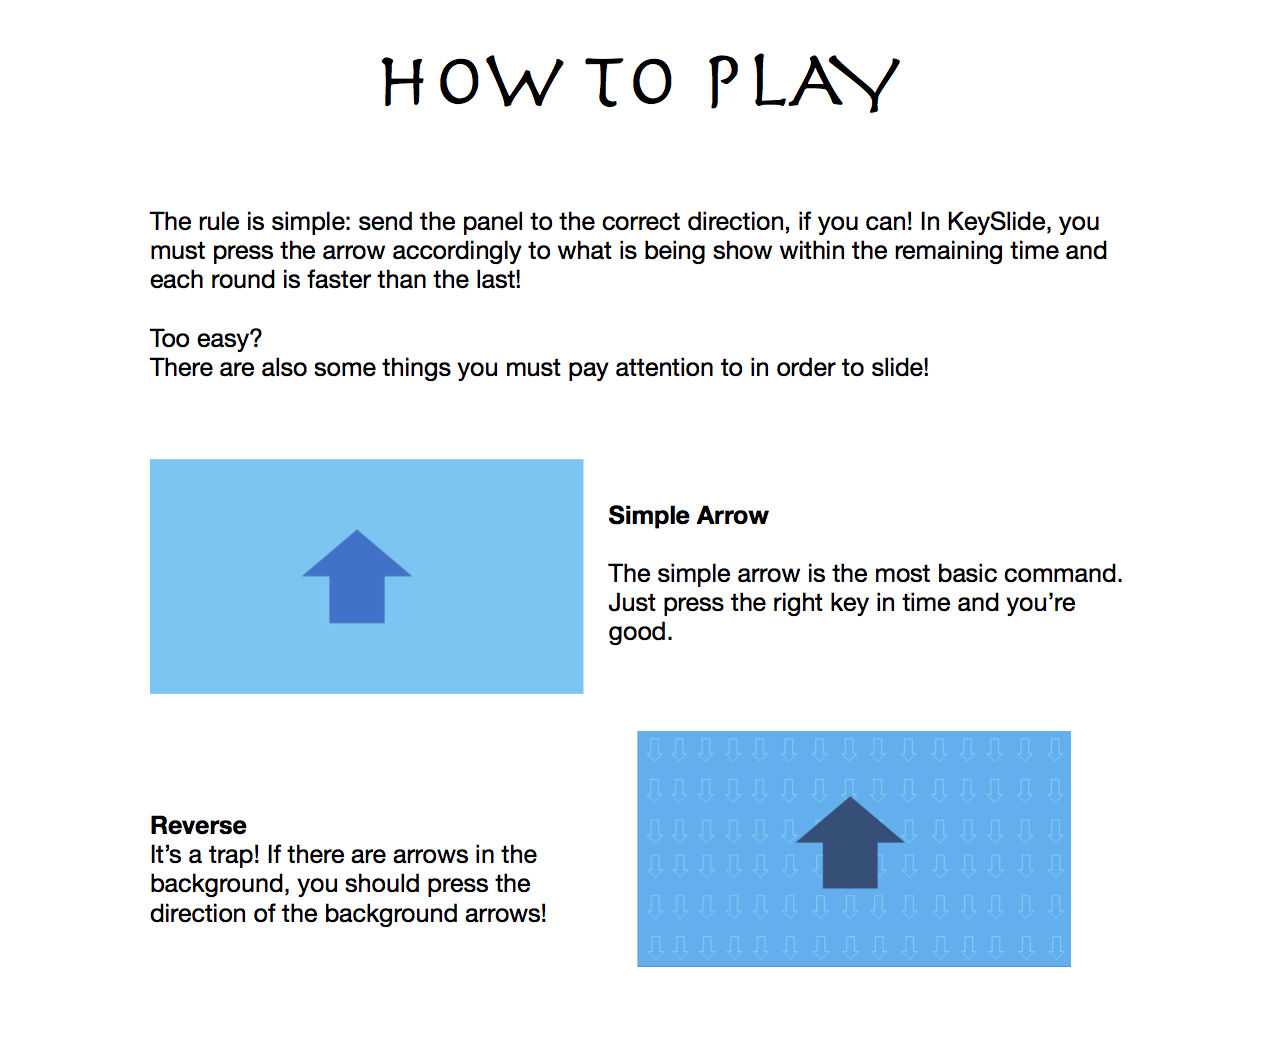 HOW TO PLAY
The rule is simple: send the panel to the correct direction, if you can! In KeySlide, you
must press the arrow accordingly to what is being show within the remaining time and
each round is faster than the last!
Too easy?
There are also some things you must pay attention to in order to slide!
Simple Arrow
The simple arrow is the most basic command.
Just press the right key in time and you’re
good.
Reverse
It’s a trap! If there are arrows in the
background, you should press the
direction of the background arrows!